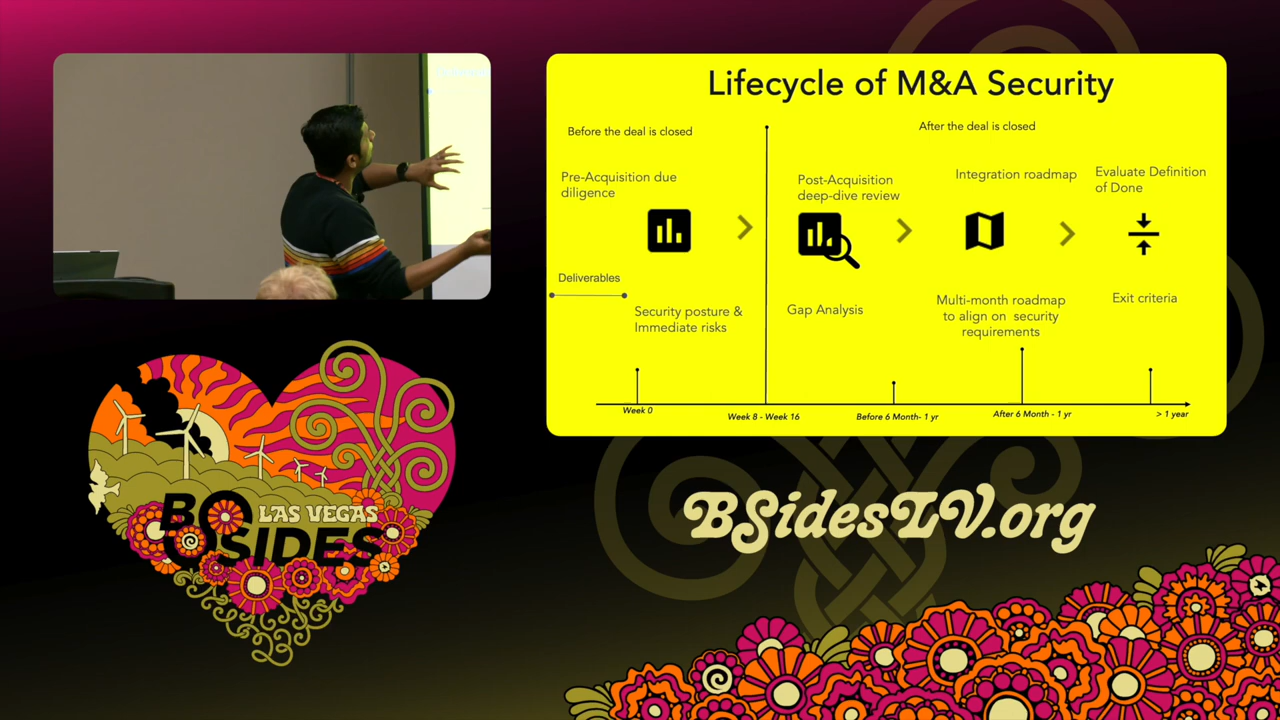 Lifecycle of M&A Security
Before the deal is closed
After the deal is closed
Pre-Acquisition due
diligence
Post-Acquisition
deep-dive review
Integration roadmap
Evaluate Definition
of Done
Deliverables
Security posture &
Immediate risks
Gap Analysis
Multi-month roadmap
to align on security
requirements
Exit criteria
Week 0
Week 8 - Week 16
Before 6 Month- 1 yr
After 6 Month - 1 yr
> 1 year
LAS VEGAS
BSIDES
23
BSidesLV.org